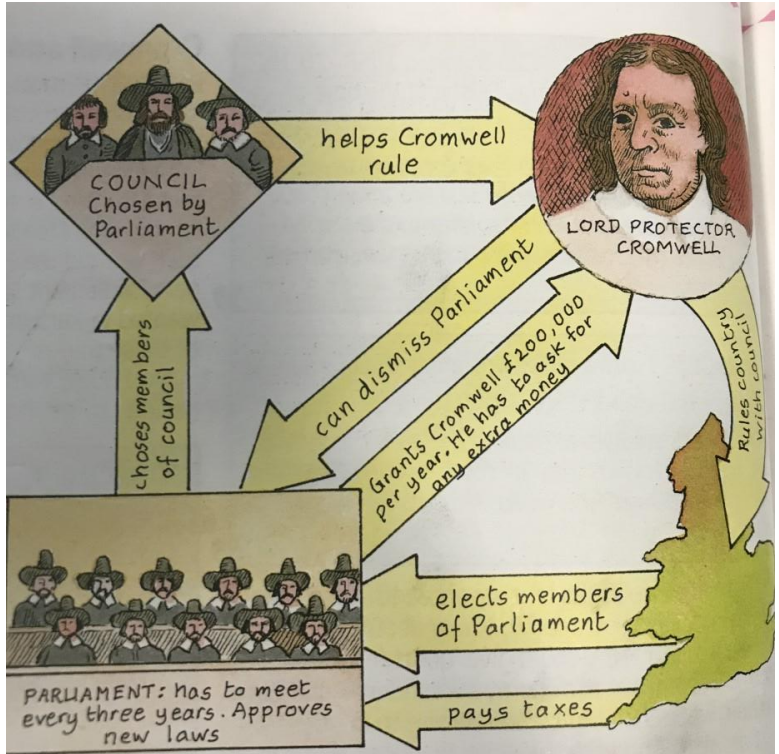 COUNCIL
Chosen by
Parliament
helps Cromwell
rule
LORD PROTECTOR
CROMWELL
can dismiss Parliament
Grants Cromwell £200,000
per year. He has to ask for
any extra money
Rules country
with council
choses members
of council
elects members
of Parliament
pays taxes
PARLIAMENT: has to meet
every three years. Approves
new laws